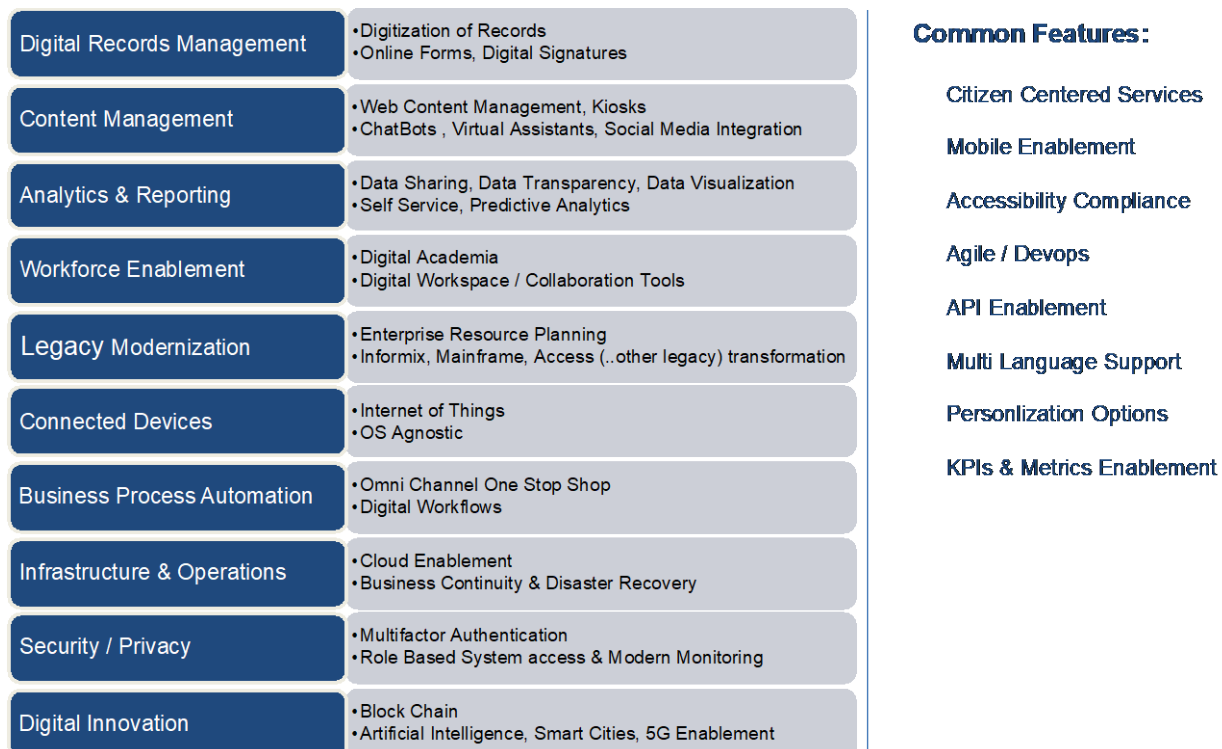 Digital Records Management
•Digitization of Records
•Online Forms, Digital Signatures
Content Management
•Web Content Management, Kiosks
•ChatBots , Virtual Assistants, Social Media Integration
Analytics & Reporting
•Data Sharing, Data Transparency, Data Visualization
•Self Service, Predictive Analytics
Workforce Enablement
•Digital Academia
•Digital Workspace / Collaboration Tools
Legacy Modernization
•Enterprise Resource Planning
•Informix, Mainframe, Access (..other legacy) transformation
Connected Devices
•Internet of Things
•OS Agnostic
Business Process Automation
•Omni Channel One Stop Shop
•Digital Workflows
Infrastructure & Operations
•Cloud Enablement
•Business Continuity & Disaster Recovery
Security / Privacy
•Multifactor Authentication
•Role Based System access & Modern Monitoring
Digital Innovation
•Block Chain
•Artificial Intelligence, Smart Cities, 5G Enablement
Common Features:
Citizen Centered Services
Mobile Enablement
Accessibility Compliance
Agile / Devops
API Enablement
Multi Language Support
Personlization Options
KPIs & Metrics Enablement